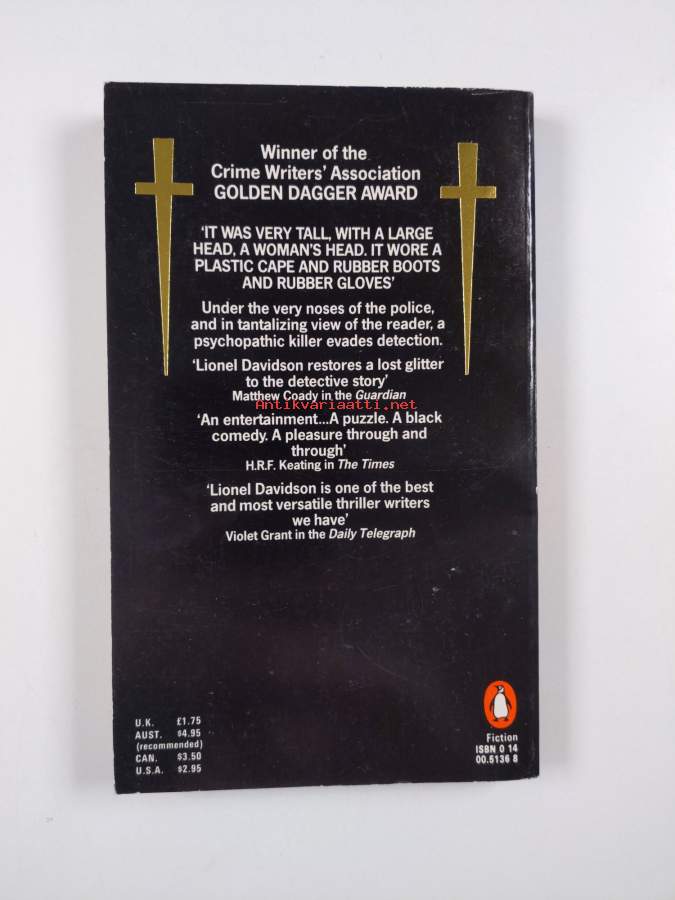 Winner of the
Crime Writers' Association
GOLDEN DAGGER AWARD
'IT WAS VERY TALL, WITH A LARGE
HEAD, A WOMAN'S HEAD. IT WORE A
PLASTIC CAPE AND RUBBER BOOTS
AND RUBBER GLOVES'
Under the very noses of the police,
and in tantalizing view of the reader, a
psychopathic killer evades detection.
'Lionel Davidson restores a lost glitter
to the detective story'
Matthew Coady in the Guardian
Antikvariaatti.net
'An entertainment...A puzzle. A black
comedy. A pleasure through and
through'
H.R.F. Keating in The Times
'Lionel Davidson is one of the best
and most versatile thriller writers
we have'
Violet Grant in the Daily Telegraph
U.K. £1.75
AUST. $4.95
(recommended)
CAN. $3.50
U.S.A. $2.95
Fiction
ISBN 0 14
00.5136 8